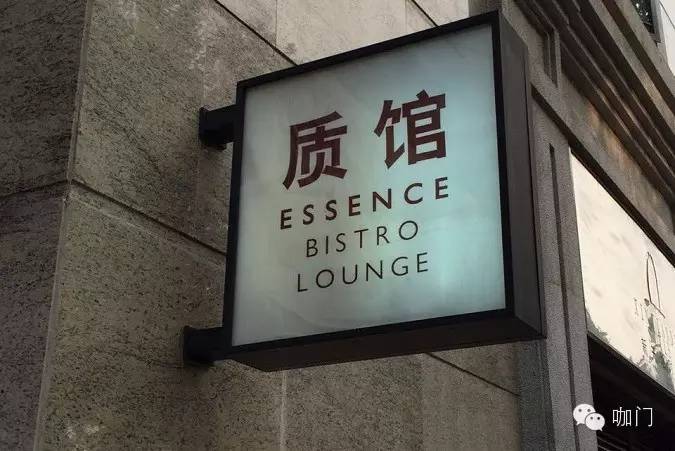 质馆
ESSENCE
BISTRO
LOUNGE
咖门